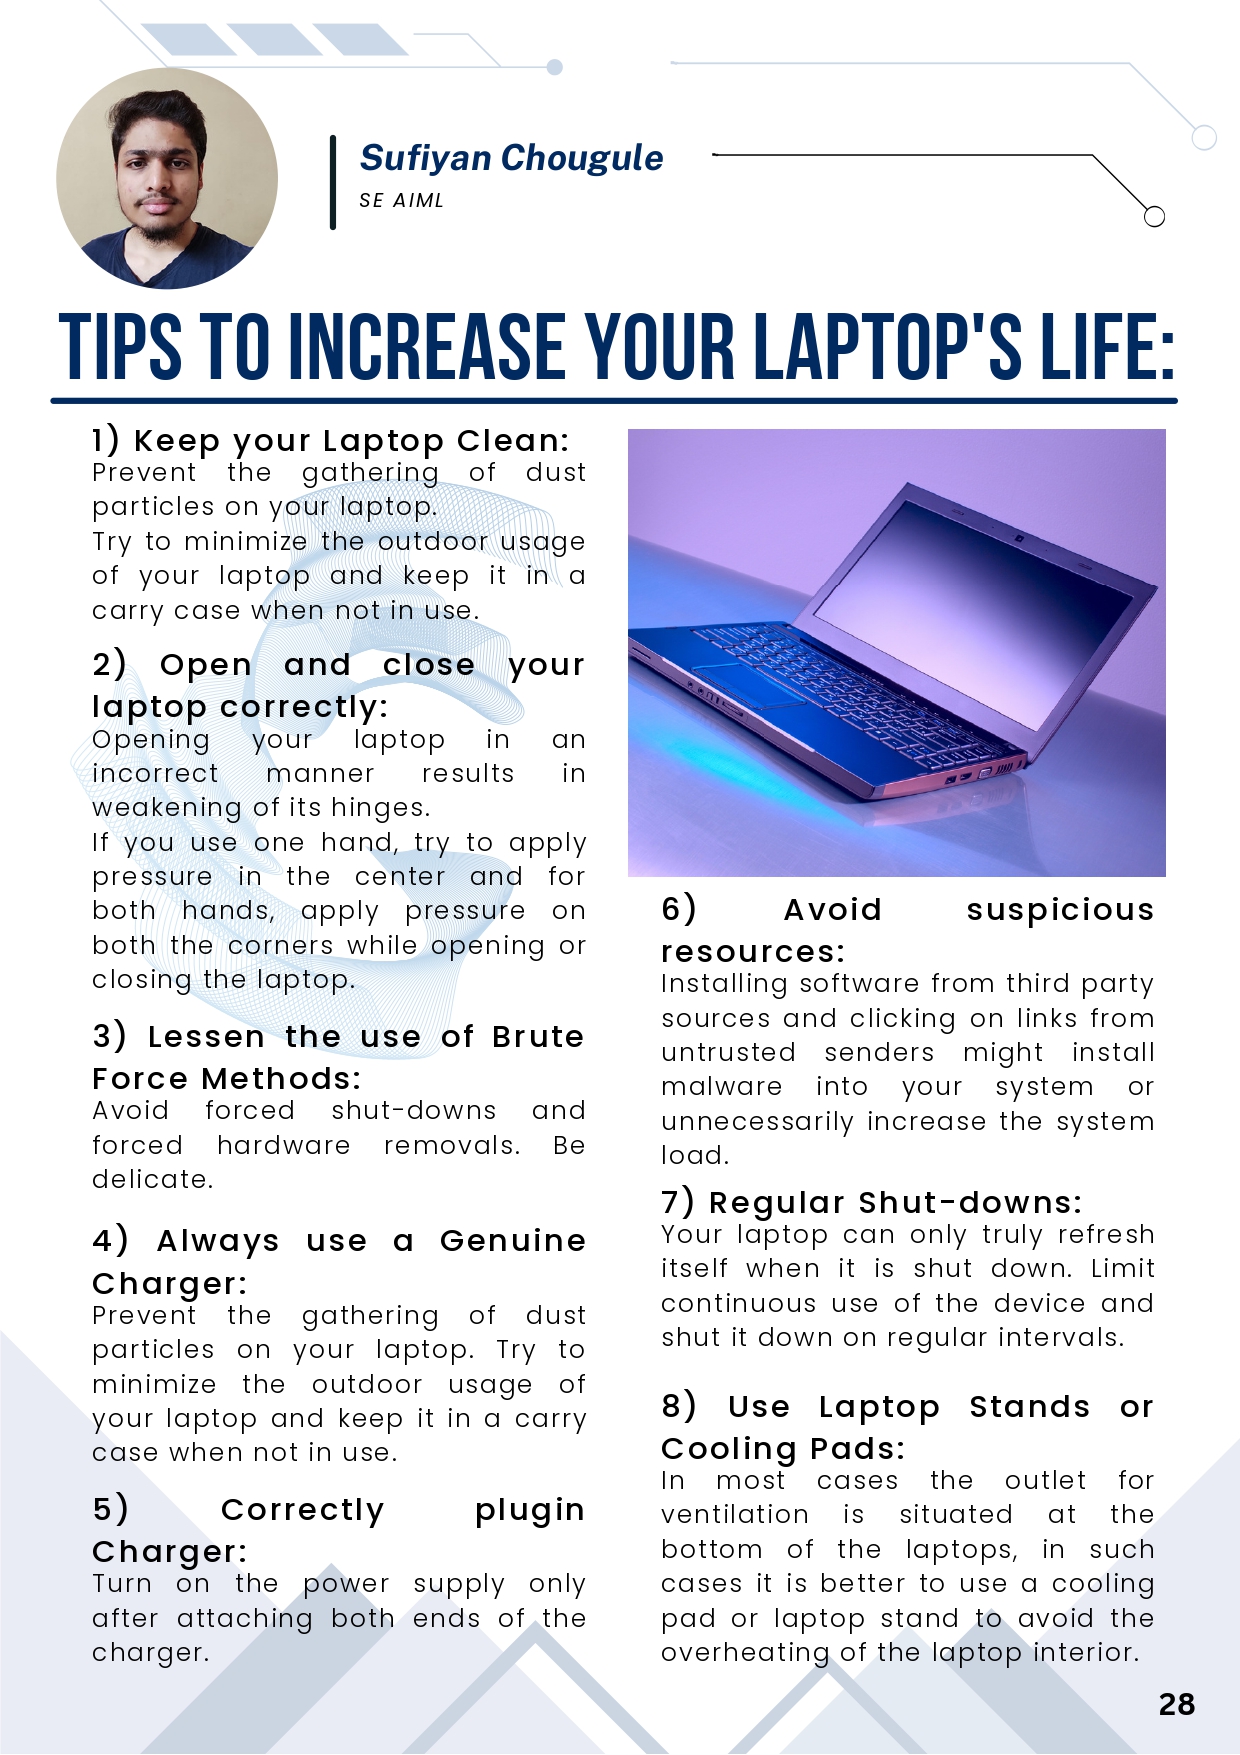 Sufiyan Chougule
SE AIML
TIPS TO INCREASE YOUR LAPTOP'S LIFE:
1) Keep your Laptop Clean:
Prevent the gathering of dust
particles on your laptop.
Try to minimize the outdoor usage
of your laptop and keep it in a
carry case when not in use.
2) Open and close your
laptop correctly:
Opening your laptop in an
incorrect manner results in
weakening of its hinges.
If you use one hand, try to apply
pressure in the center and for
both hands, apply pressure on
both the corners while opening or
closing the laptop.
3) Lessen the use of Brute
Force Methods:
Avoid forced shut-downs and
forced hardware removals. Be
delicate.
4) Always use a Genuine
Charger:
Prevent the gathering of dust
particles on your laptop. Try to
minimize the outdoor usage of
your laptop and keep it in a carry
case when not in use.
5) Correctly plugin
Charger:
Turn on the power supply only
after attaching both ends of the
charger.
6) Avoid suspicious
resources:
Installing software from third party
sources and clicking on links from
untrusted senders might install
malware into your system or
unnecessarily increase the system
load.
7) Regular Shut-downs:
Your laptop can only truly refresh
itself when it is shut down. Limit
continuous use of the device and
shut it down on regular intervals.
8) Use Laptop Stands or
Cooling Pads:
In most cases the outlet for
ventilation is situated at the
bottom of the laptops, in such
cases it is better to use a cooling
pad or laptop stand to avoid the
overheating of the laptop interior.
28